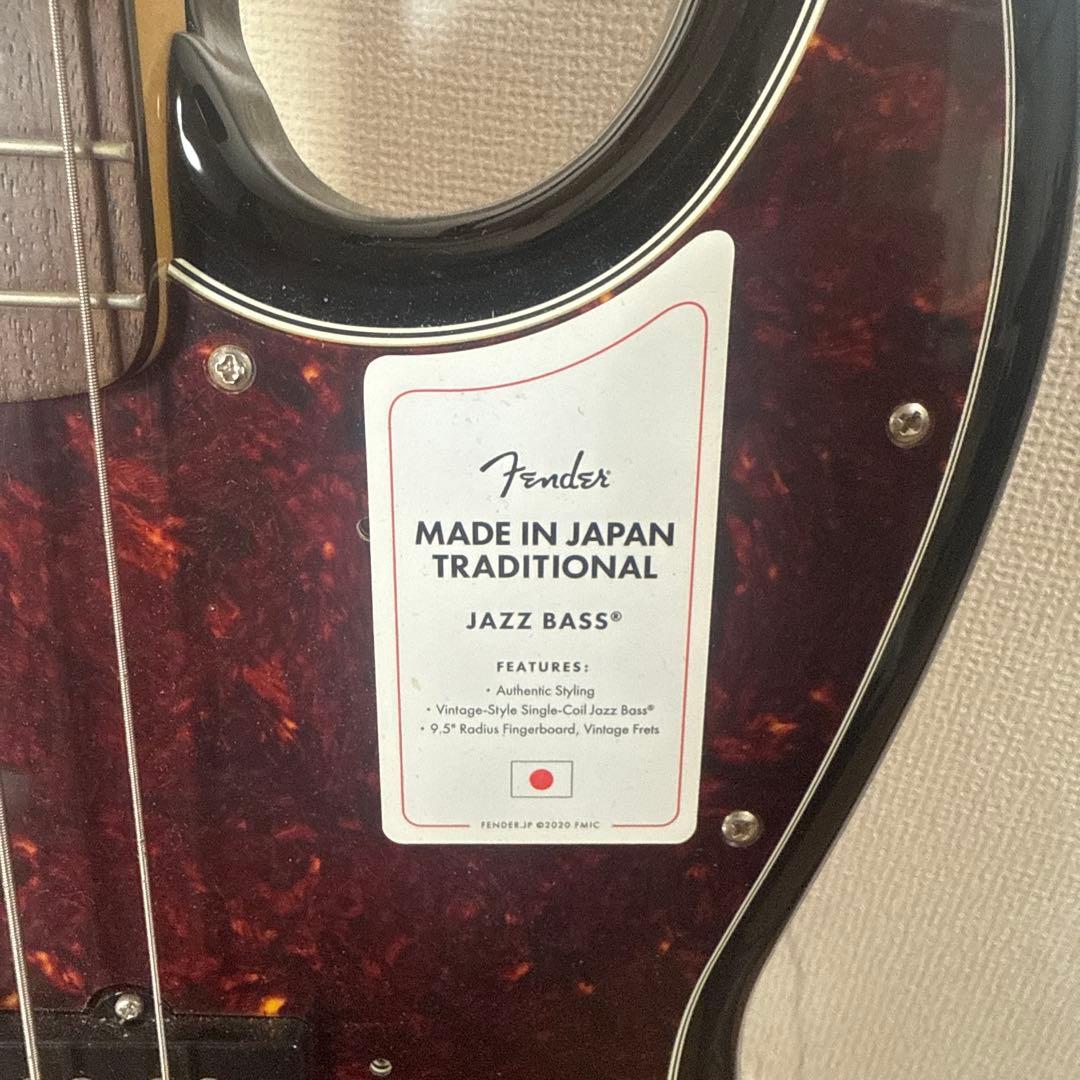 Fender
MADE IN JAPAN
TRADITIONAL
JAZZ BASS®
FEATURES:
• Authentic Styling
• Vintage-Style Single-Coil Jazz Bass®
• 9.5" Radius Fingerboard, Vintage Frets
FENDER.JP ©2020 FMIC